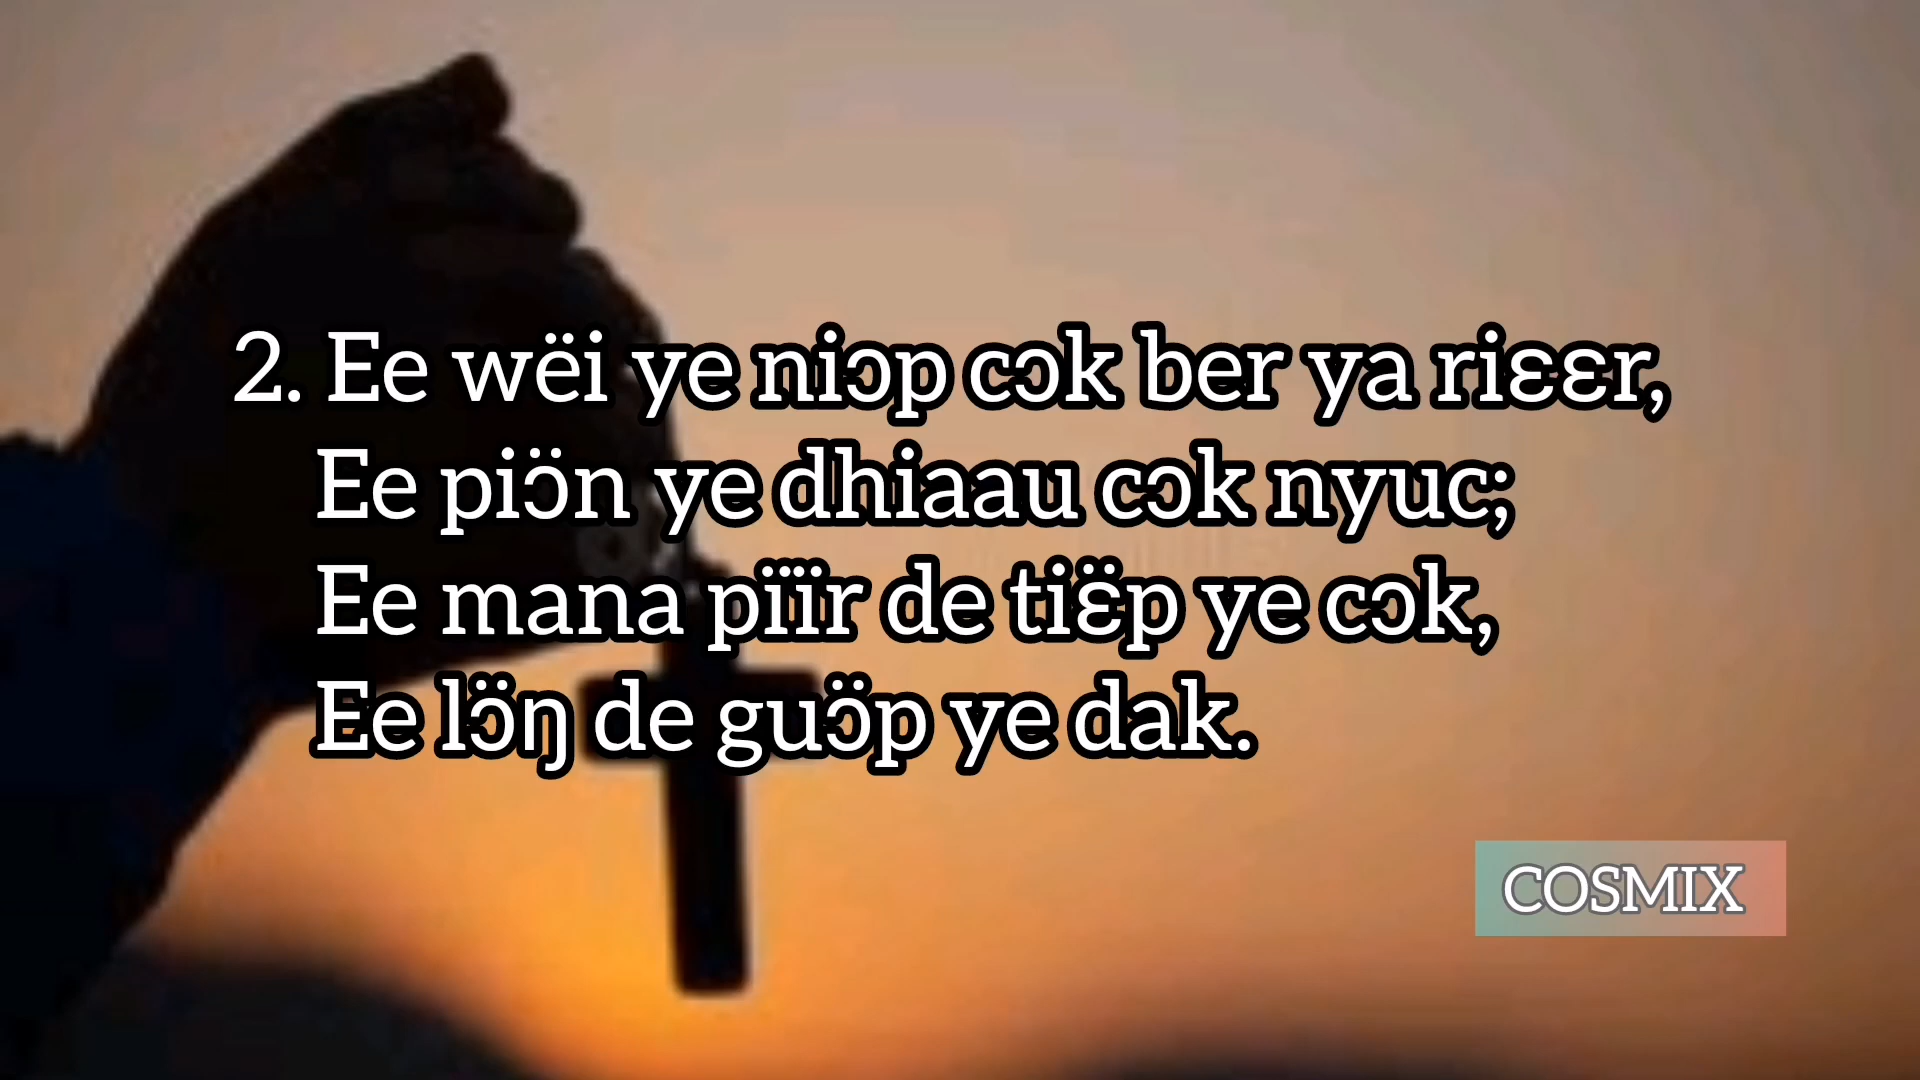 2. Ee wëi ye niɔp cɔk ber ya riɛɛr,
Ee piɔ̈n ye dhiaau cɔk nyuc;
Ee mana pïïr de tiɛ̈p ye cɔk,
Ee lɔ̈ŋ de guɔ̈p ye dak.
COSMIX